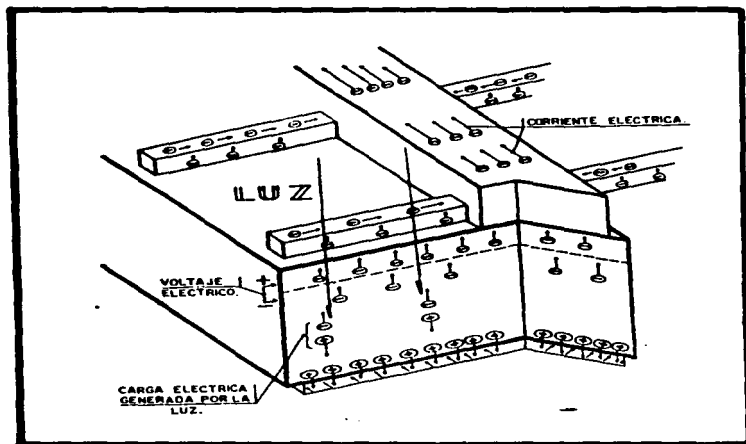 CORRIENTE ELECTRICA.
LUZ
VOLTAJE
ELECTRICO.
+
−
CARGA ELECTRICA
GENERADA POR LA
LUZ.